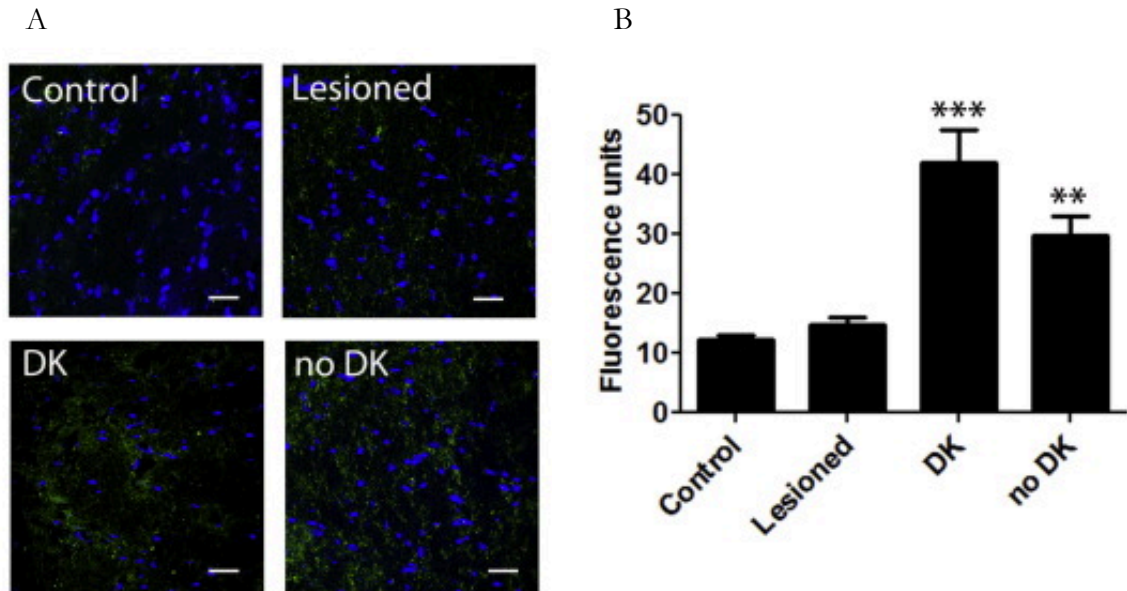 A
B
Control
Lesioned
DK
no DK
Fluorescence units
50
40
30
20
10
0
***
**
Control
Lesioned
DK
no DK